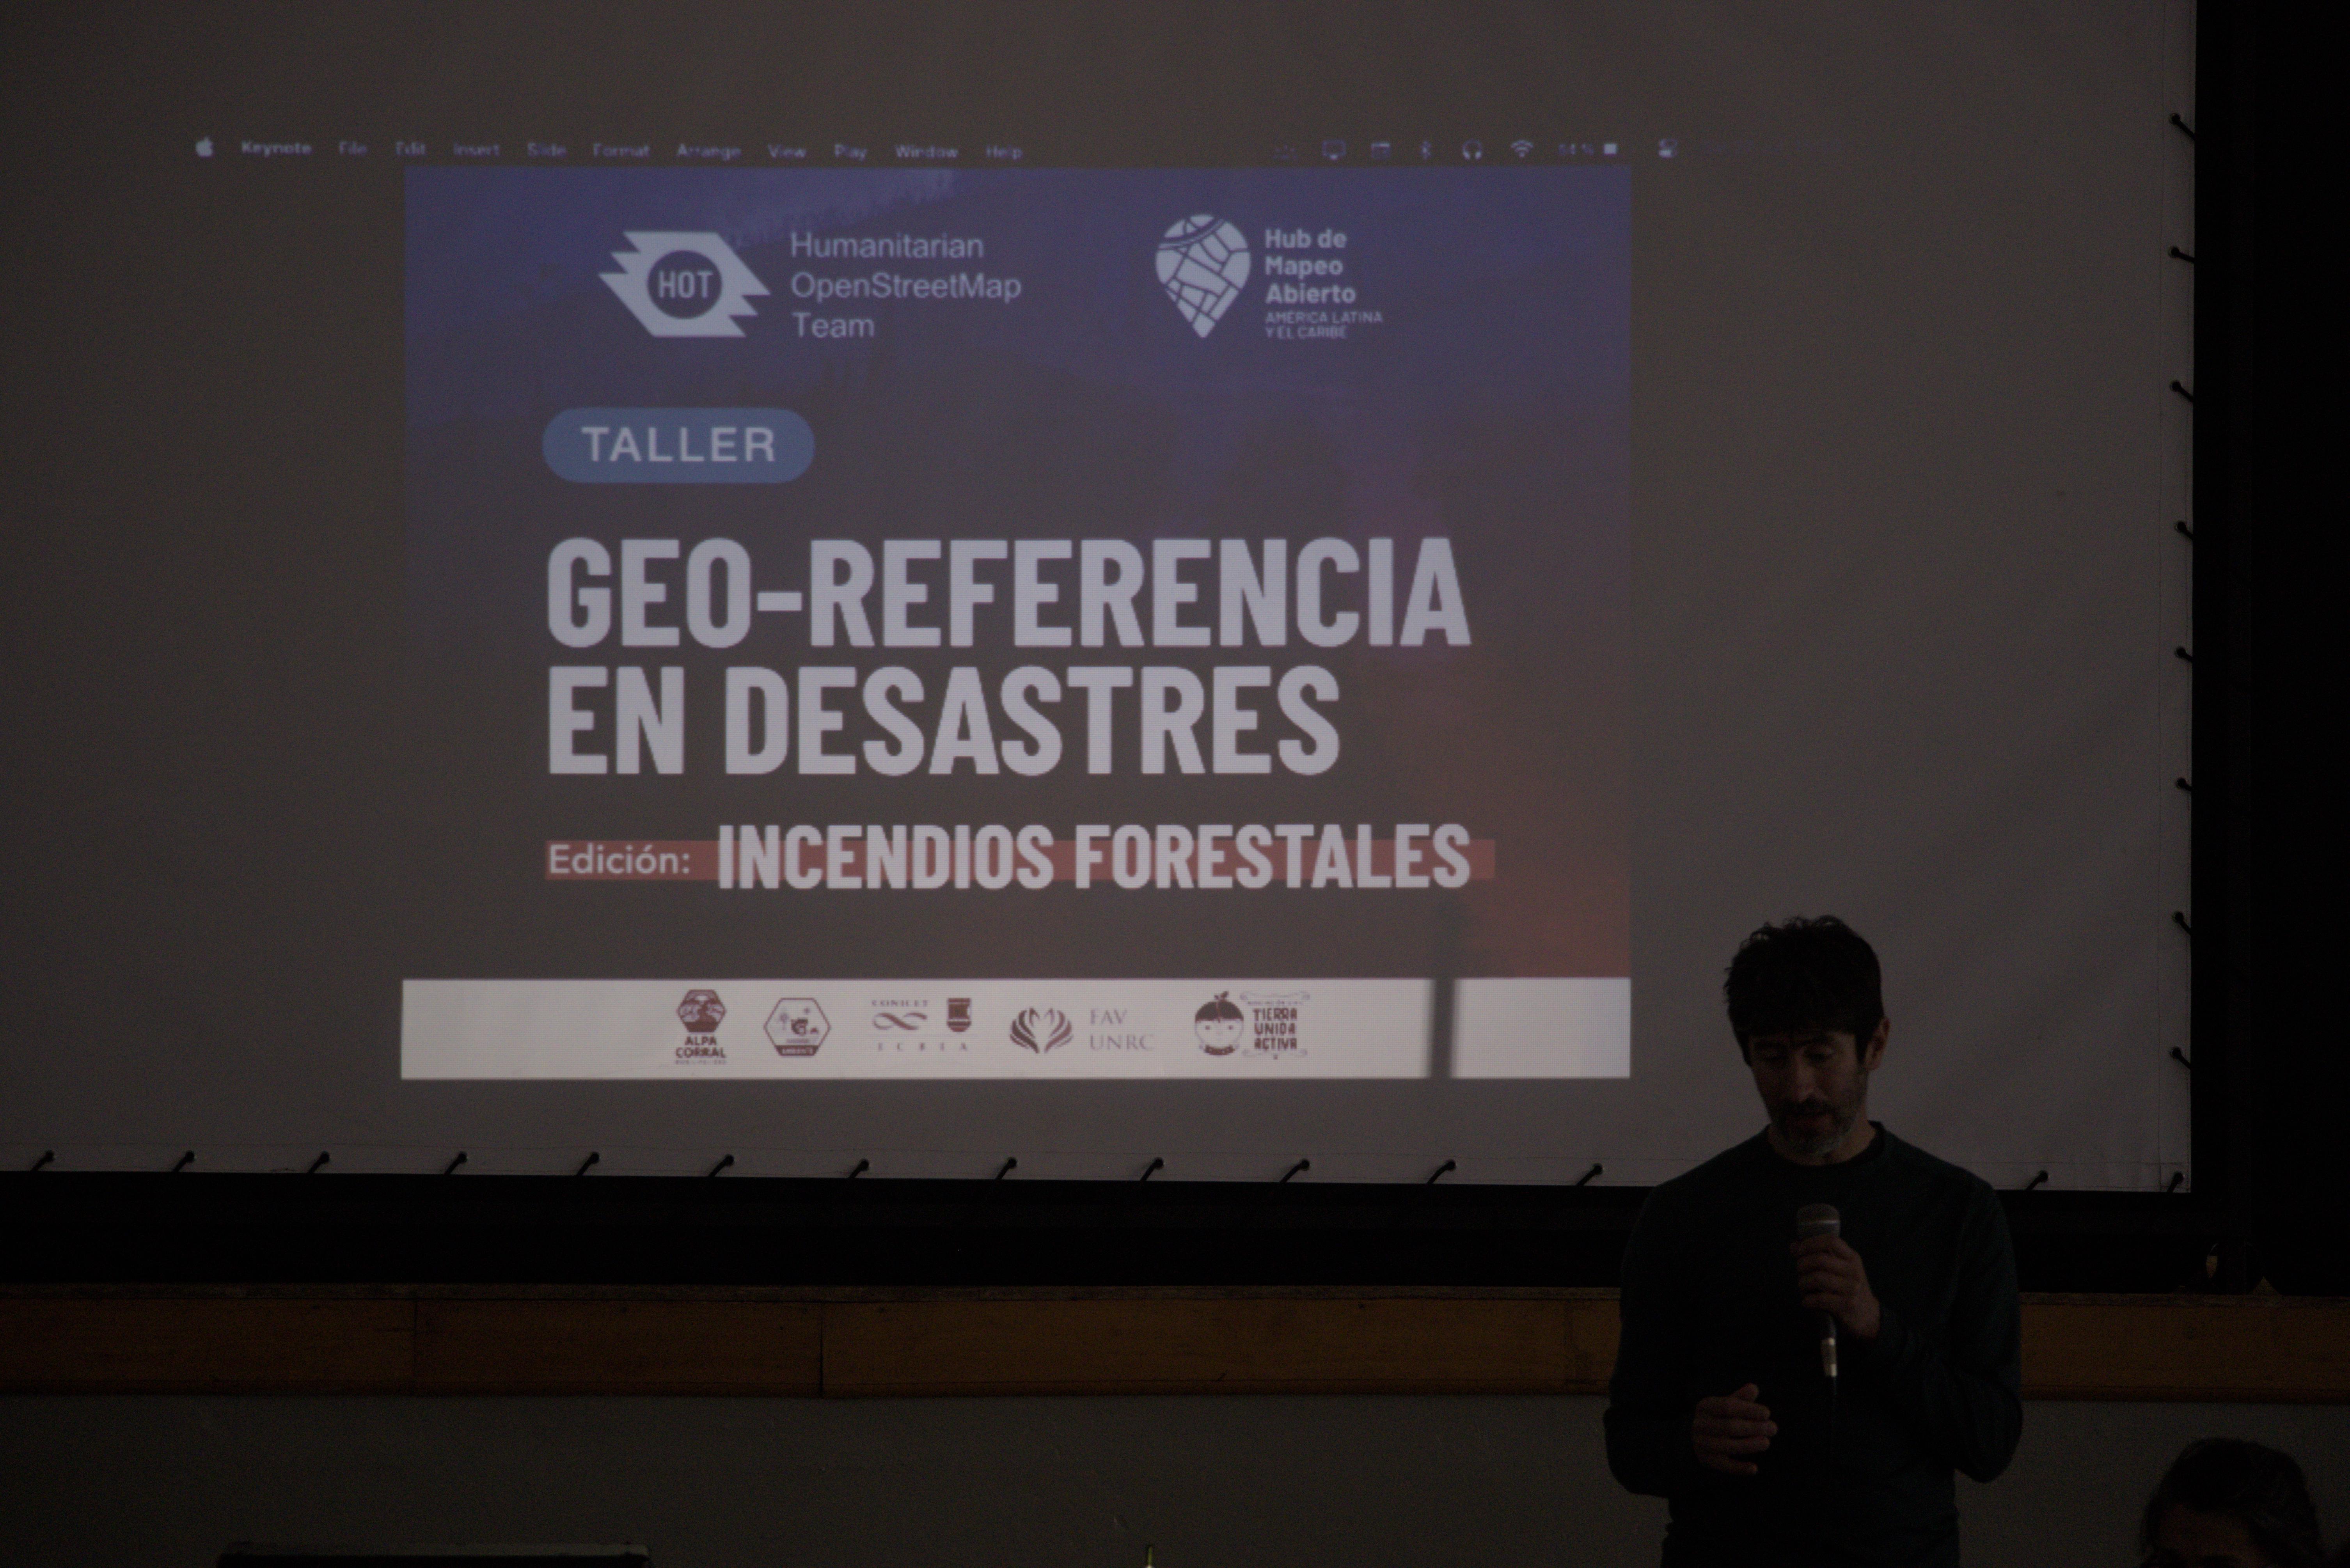 Keynote File Edit Insert Slide Format Arrange View Play Window Help
54 %
HOT
Humanitarian
OpenStreetMap
Team
Hub de
Mapeo
Abierto
AMÉRICA LATINA
Y EL CARIBE
TALLER
GEO-REFERENCIA
EN DESASTRES
Edición: INCENDIOS FORESTALES
ALPA
CORRAL
AMBIENTE
CONICET
FAV
UNRC
TIERRA
UNIDA
ACTIVA